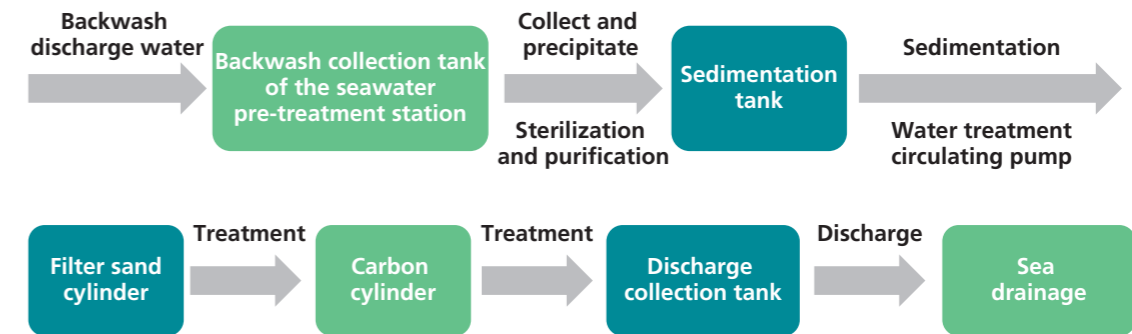 Backwash
discharge water
Backwash collection tank
of the seawater
pre-treatment station
Collect and
precipitate
Sterilization
and purification
Sedimentation
tank
Sedimentation
Water treatment
circulating pump
Filter sand
cylinder
Treatment
Carbon
cylinder
Treatment
Discharge
collection tank
Discharge
Sea
drainage